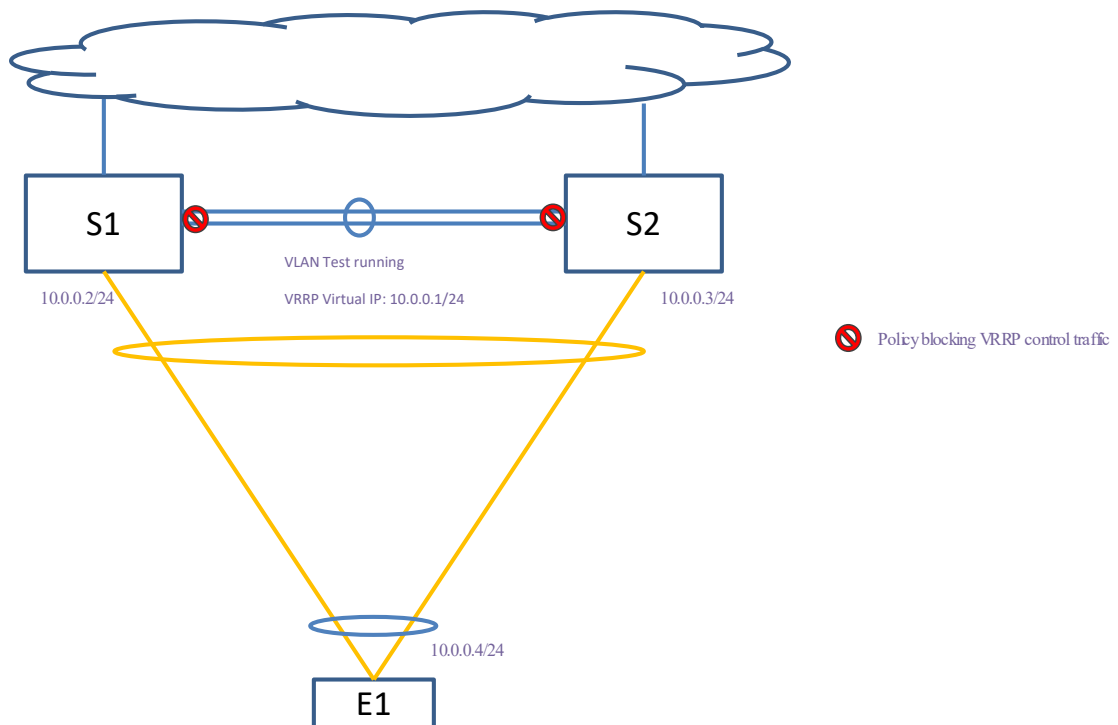 S1
S2
VLAN Test running
VRRP Virtual IP: 10.0.0.1/24
10.0.0.2/24
10.0.0.3/24
Policy blocking VRRP control traffic
10.0.0.4/24
E1